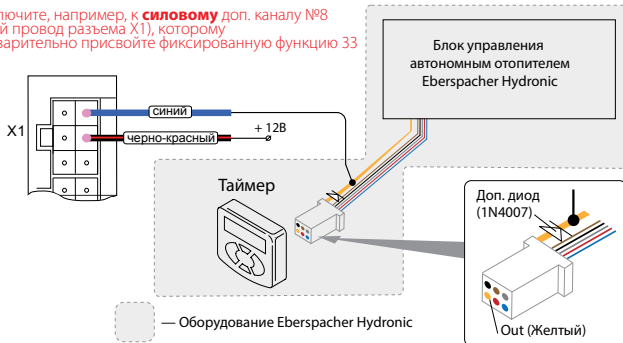 лючите, например, к силовому доп. каналу №8
й провод разъема X1), которому
варительно присвойте фиксированную функцию 33
Блок управления
автономным отопителем
Eberspacher Hydronic
X1
синий
черно-красный
+ 12В
Таймер
Доп. диод
(1N4007)
Out (Желтый)
— Оборудование Eberspacher Hydronic